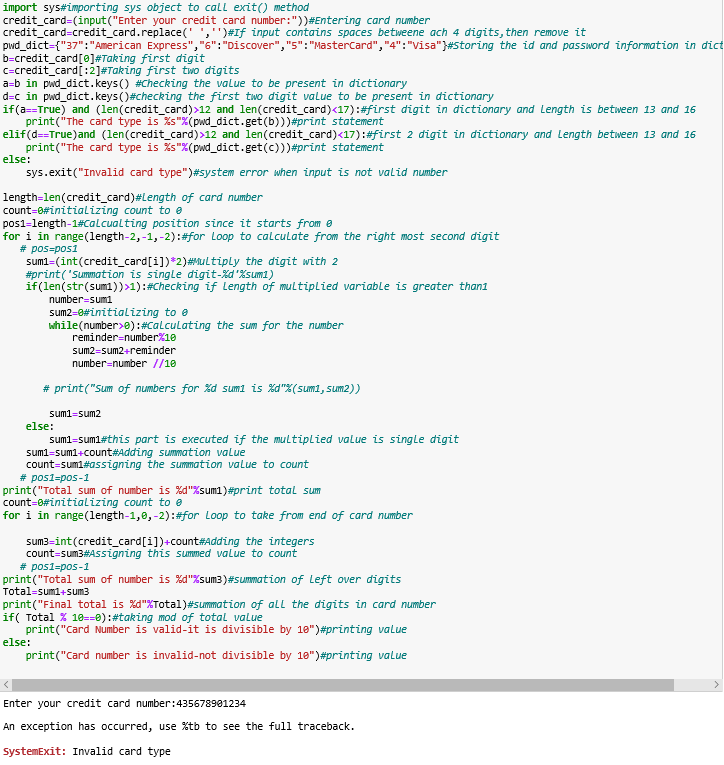 import sys#importing sys object to call exit() method
credit_card=(input("Enter your credit card number:"))#Entering card number
credit_card=credit_card.replace(' ','')#If input contains spaces betweene ach 4 digits,then remove it
pwd_dict={"37":"American Express","6":"Discover","5":"MasterCard","4":"Visa"}#Storing the id and password information in dict
b=credit_card[0]#Taking first digit
c=credit_card[:2]#Taking first two digits
a=b in pwd_dict.keys() #Checking the value to be present in dictionary
d=c in pwd_dict.keys()#checking the first two digit value to be present in dictionary
if(a==True) and (len(credit_card)>12 and len(credit_card)<17):#first digit in dictionary and length is between 13 and 16
    print("The card type is %s"%(pwd_dict.get(b)))#print statement
elif(d==True)and (len(credit_card)>12 and len(credit_card)<17):#first 2 digit in dictionary and length between 13 and 16
    print("The card type is %s"%(pwd_dict.get(c)))#print statement
else:
    sys.exit("Invalid card type")#system error when input is not valid number
length=len(credit_card)#length of card number
count=0#initializing count to 0
pos1=length-1#Calcualting position since it starts from 0
for i in range(length-2,-1,-2):#for loop to calculate from the right most second digit
   # pos=pos1
    sum1=(int(credit_card[i])*2)#Multiply the digit with 2
    #print('Summation is single digit-%d'%sum1)
    if(len(str(sum1))>1):#Checking if length of multiplied variable is greater than1
        number=sum1
        sum2=0#initializing to 0
        while(number>0):#Calculating the sum for the number
            reminder=number%10
            sum2=sum2+reminder
            number=number //10
       # print("Sum of numbers for %d sum1 is %d"%(sum1,sum2))
        sum1=sum2
    else:
        sum1=sum1#this part is executed if the multiplied value is single digit
    sum1=sum1+count#Adding summation value
    count=sum1#assigning the summation value to count
   # pos1=pos-1
print("Total sum of number is %d"%sum1)#print total sum
count=0#initializing count to 0
for i in range(length-1,0,-2):#for loop to take from end of card number
    sum3=int(credit_card[i])+count#Adding the integers
    count=sum3#Assigning this summed value to count
   # pos1=pos-1
print("Total sum of number is %d"%sum3)#summation of left over digits
Total=sum1+sum3
print("Final total is %d"%Total)#summation of all the digits in card number
if( Total % 10==0):#taking mod of total value
    print("Card Number is valid-it is divisible by 10")#printing value
else:
    print("Card number is invalid-not divisible by 10")#printing value
Enter your credit card number:435678901234
An exception has occurred, use %tb to see the full traceback.
SystemExit: Invalid card type